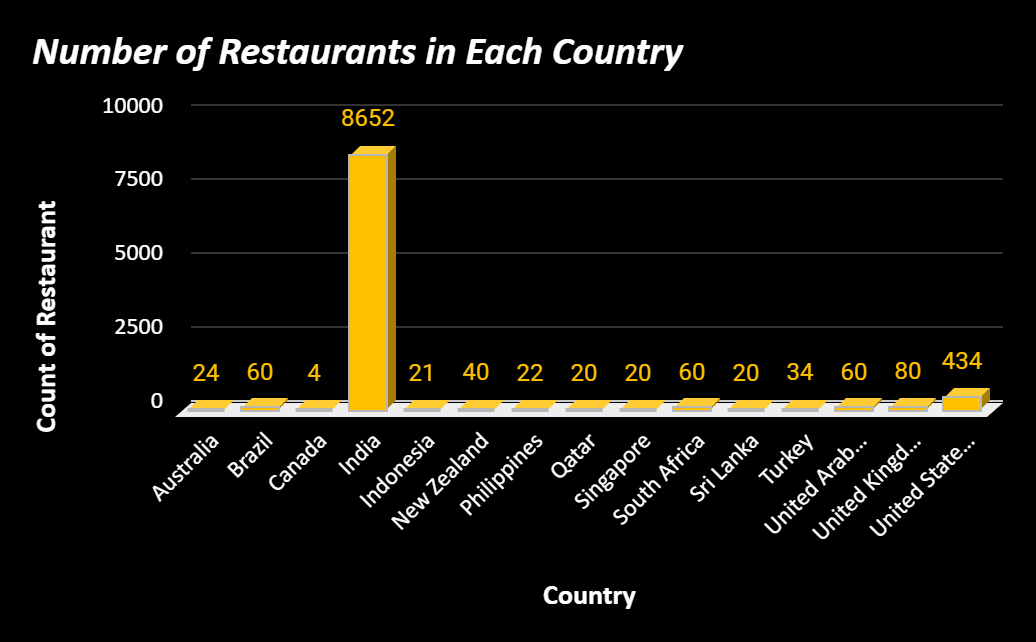 Number of Restaurants in Each Country
Count of Restaurant
10000
7500
5000
2500
0
24
60
4
8652
21
40
22
20
20
60
20
34
60
80
434
Australia
Brazil
Canada
India
Indonesia
New Zealand
Philippines
Qatar
Singapore
South Africa
Sri Lanka
Turkey
United Arab...
United Kingd...
United State...
Country